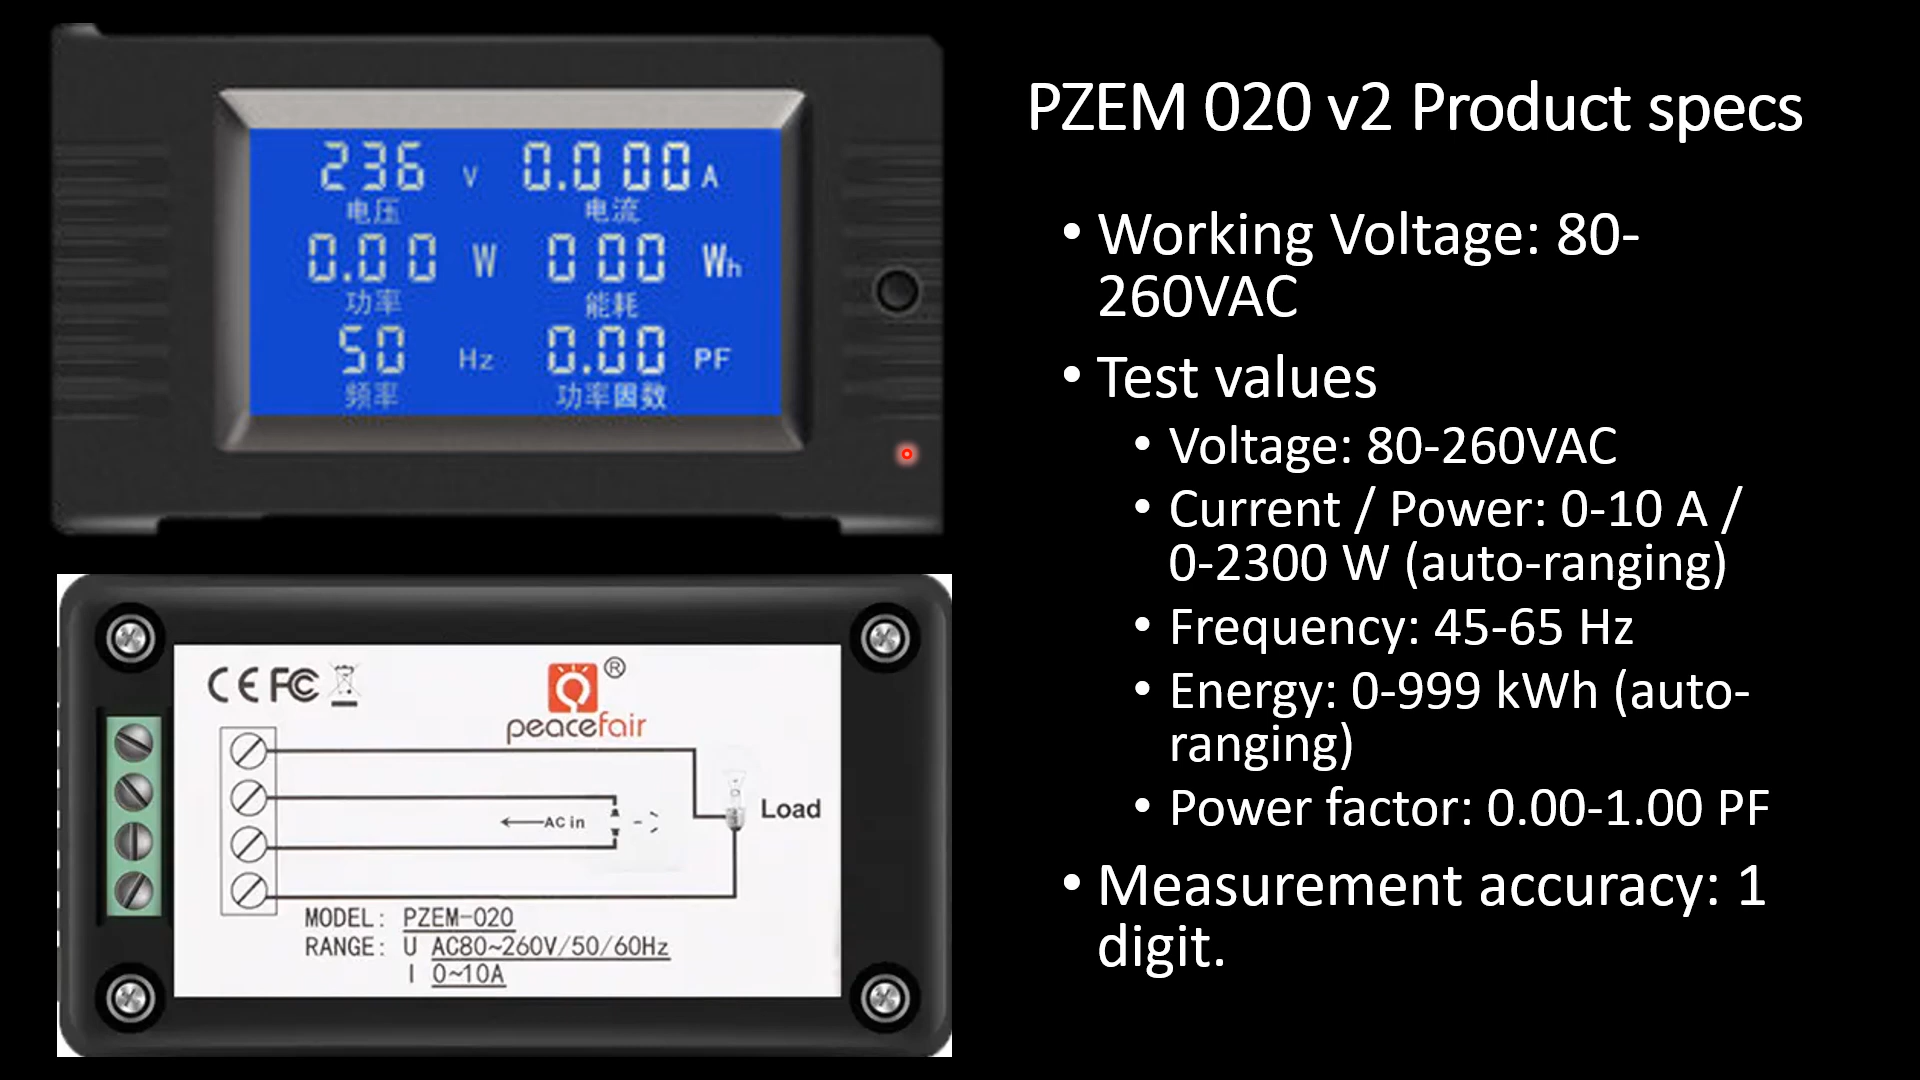 236 V 0.000 A
电压 电流
0.00 W 000 Wh
功率 能耗
50 Hz 0.00 PF
频率 功率因数
CE FC
®
peacefair
AC in
Load
MODEL: PZEM-020
RANGE: U AC80~260V/50/60Hz
I 0~10A
PZEM 020 v2 Product specs
• Working Voltage: 80-
260VAC
• Test values
• Voltage: 80-260VAC
• Current / Power: 0-10 A /
0-2300 W (auto-ranging)
• Frequency: 45-65 Hz
• Energy: 0-999 kWh (auto-
ranging)
• Power factor: 0.00-1.00 PF
• Measurement accuracy: 1
digit.